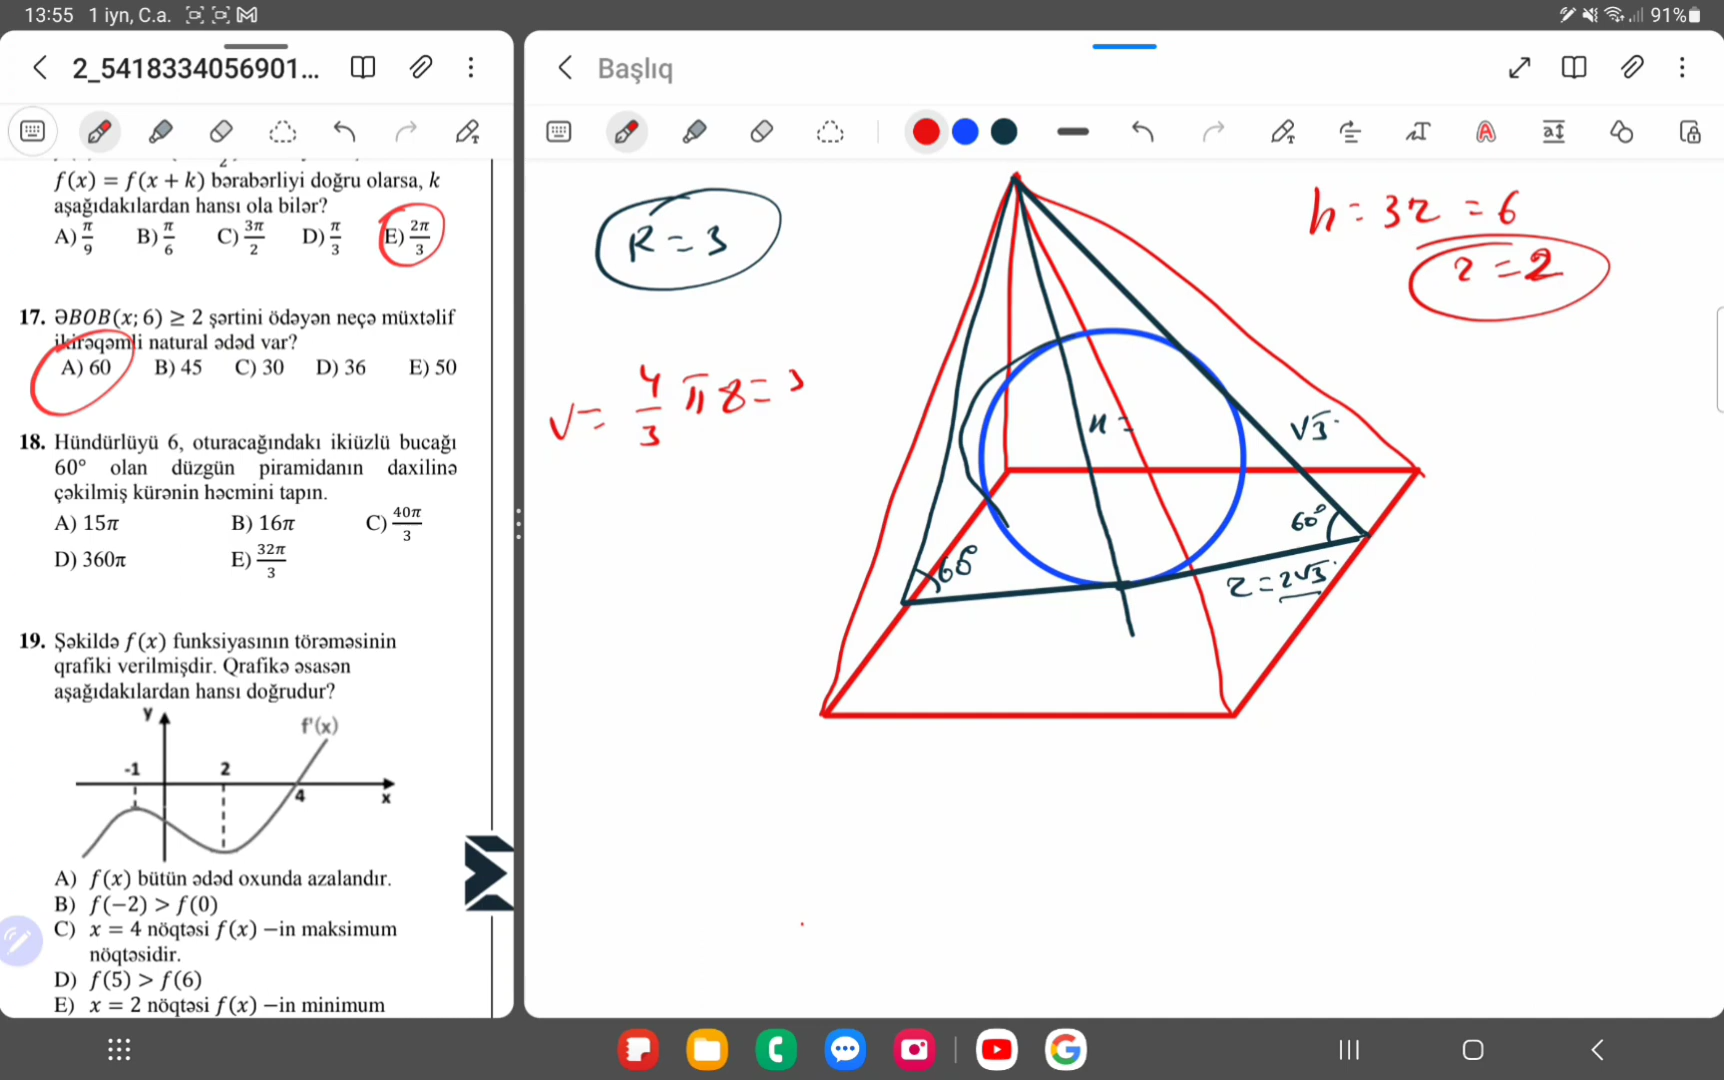 13:55 1 iyn, C.a. 91%
2_5418334056901...
f(x) = f(x + k) bərabərliyi doğru olarsa, k
aşağıdakılardan hansı ola bilər?
A) π/9 B) π/6 C) 3π/2 D) π/3 E) 2π/3
17. ƏBOB(x; 6) ≥ 2 şərtini ödəyən neçə müxtəlif
ikirəqəmli natural ədəd var?
A) 60 B) 45 C) 30 D) 36 E) 50
18. Hündürlüyü 6, oturacağındakı ikiüzlü bucağı
60° olan düzgün piramidanın daxilinə
çəkilmiş kürənin həcmini tapın.
A) 15π B) 16π C) 40π/3
D) 360π E) 32π/3
19. Şəkildə f(x) funksiyasının törəməsinin
qrafiki verilmişdir. Qrafikə əsasən
aşağıdakılardan hansı doğrudur?
y
f'(x)
-1 2
4 x
A) f(x) bütün ədəd oxunda azalandır.
B) f(−2) > f(0)
C) x = 4 nöqtəsi f(x) −in maksimum
nöqtəsidir.
D) f(5) > f(6)
E) x = 2 nöqtəsi f(x) −in minimum
Başlıq
R = 3
h = 3r = 6
r = 2
V = 4/3 π 8 =
√3
60°
60°
r = 2√3